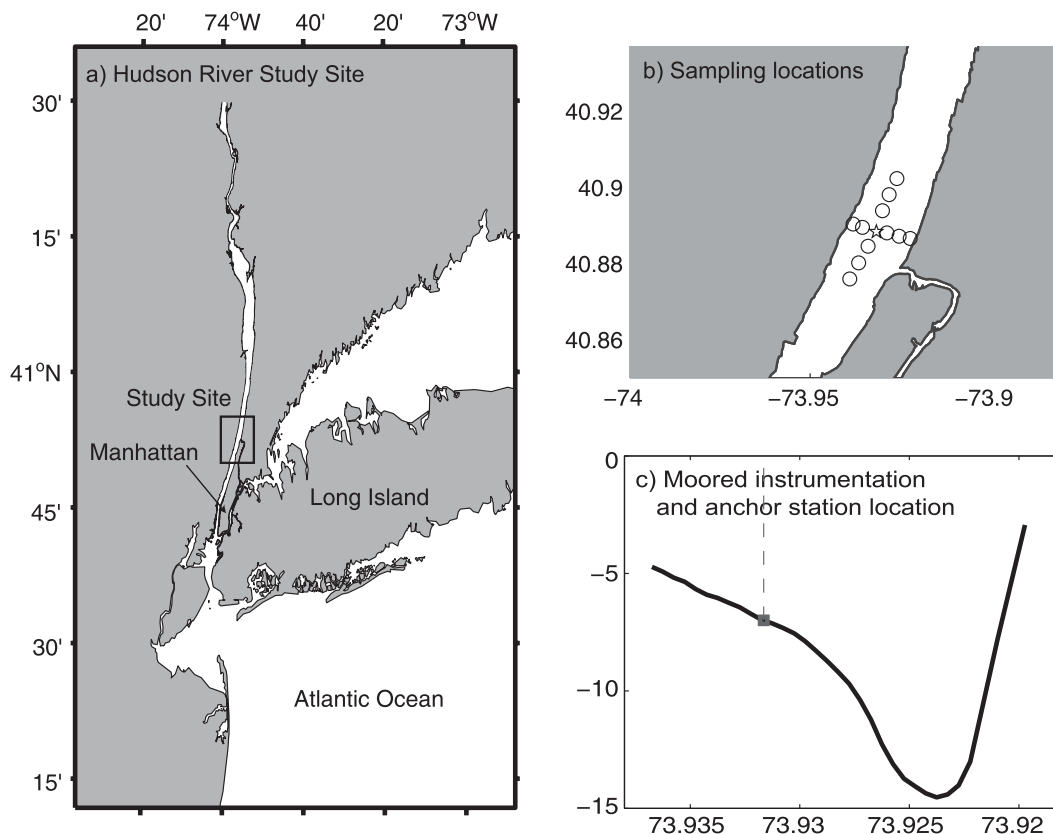 20' 74°W 40' 20' 73°W
a) Hudson River Study Site
30'
15'
41°N
Study Site
Manhattan
Long Island
45'
30'
Atlantic Ocean
15'
b) Sampling locations
40.92
40.9
40.88
40.86
−74 −73.95 −73.9
c) Moored instrumentation
and anchor station location
0
−5
−10
−15
73.935 73.93 73.925 73.92